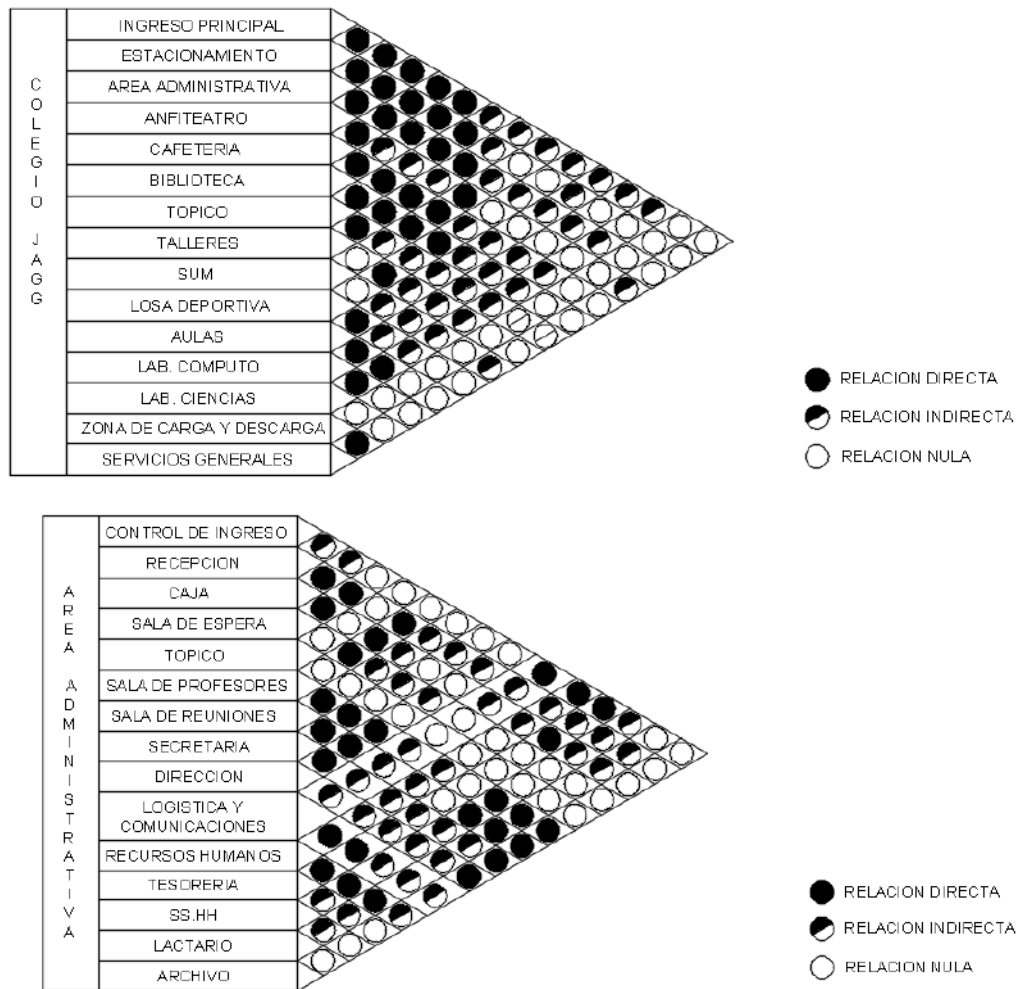 COLEGIO JAGG
INGRESO PRINCIPAL
ESTACIONAMIENTO
AREA ADMINISTRATIVA
ANFITEATRO
CAFETERIA
BIBLIOTECA
TOPICO
TALLERES
SUM
LOSA DEPORTIVA
AULAS
LAB. COMPUTO
LAB. CIENCIAS
ZONA DE CARGA Y DESCARGA
SERVICIOS GENERALES
RELACION DIRECTA
RELACION INDIRECTA
RELACION NULA
AREA ADMINISTRATIVA
CONTROL DE INGRESO
RECEPCION
CAJA
SALA DE ESPERA
TOPICO
SALA DE PROFESORES
SALA DE REUNIONES
SECRETARIA
DIRECCION
LOGISTICA Y
COMUNICACIONES
RECURSOS HUMANOS
TESORERIA
SS.HH
LACTARIO
ARCHIVO
RELACION DIRECTA
RELACION INDIRECTA
RELACION NULA